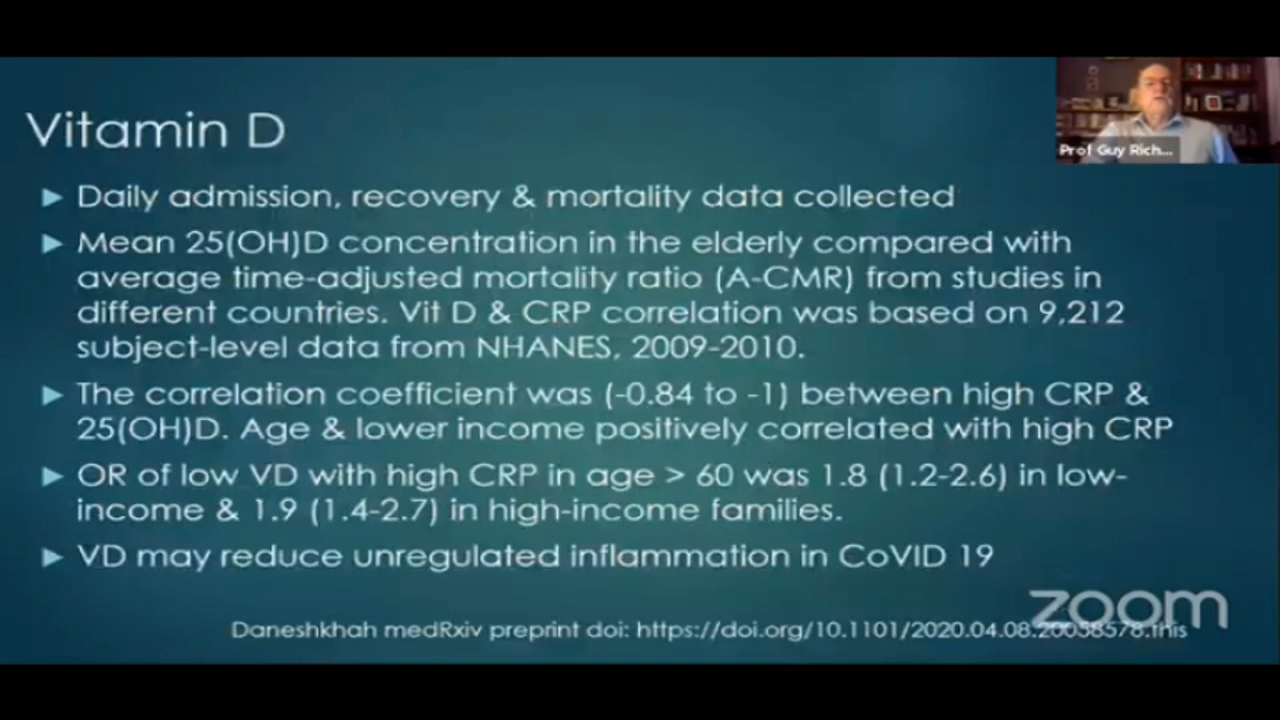 Vitamin D
Prof Guy Rich...
► Daily admission, recovery & mortality data collected
► Mean 25(OH)D concentration in the elderly compared with
average time-adjusted mortality ratio (A-CMR) from studies in
different countries. Vit D & CRP correlation was based on 9,212
subject-level data from NHANES, 2009-2010.
► The correlation coefficient was (-0.84 to -1) between high CRP &
25(OH)D. Age & lower income positively correlated with high CRP
► OR of low VD with high CRP in age > 60 was 1.8 (1.2-2.6) in low-
income & 1.9 (1.4-2.7) in high-income families.
► VD may reduce unregulated inflammation in CoVID 19
zoom
Daneshkhah medRxiv preprint doi: https://doi.org/10.1101/2020.04.08.20058578.this